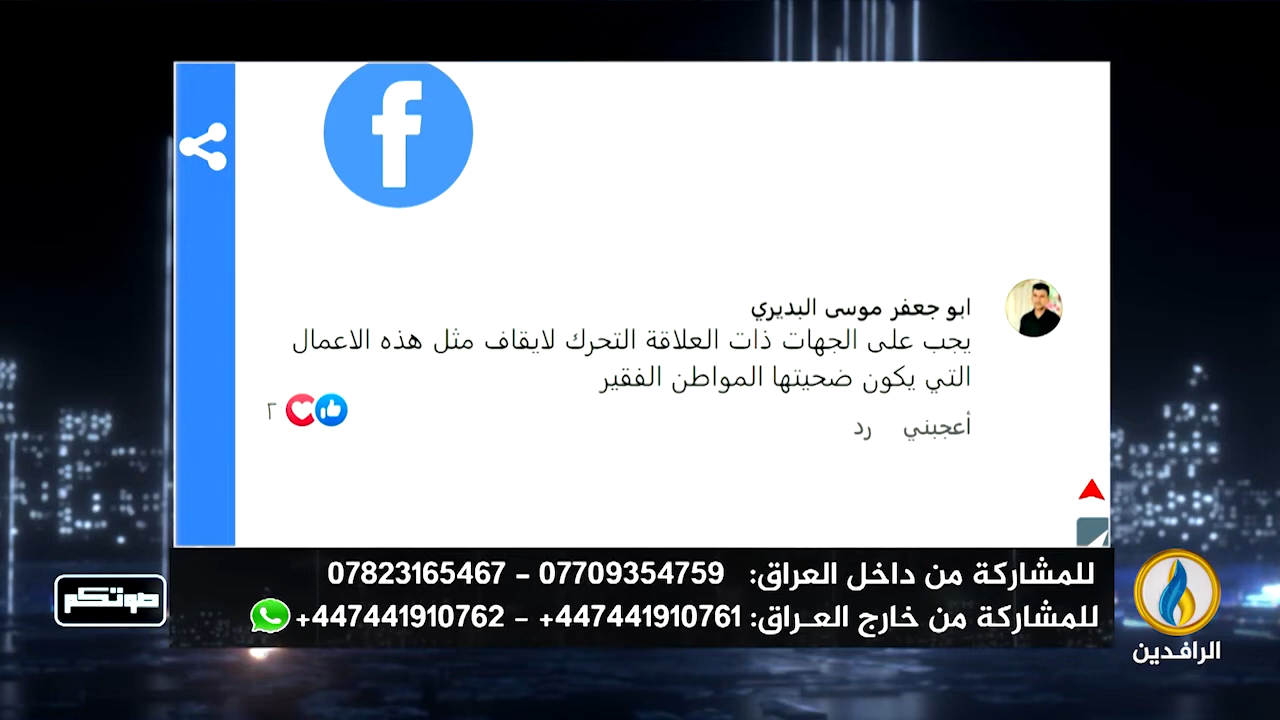 f
ابو جعفر موسى البديري
يجب على الجهات ذات العلاقة التحرك لايقاف مثل هذه الاعمال
التي يكون ضحيتها المواطن الفقير
٢
أعجبني رد
للمشاركة من داخل العراق: 07709354759 - 07823165467
للمشاركة من خارج العراق: 447441910761+ - 447441910762+
صوتكم
الرافدين